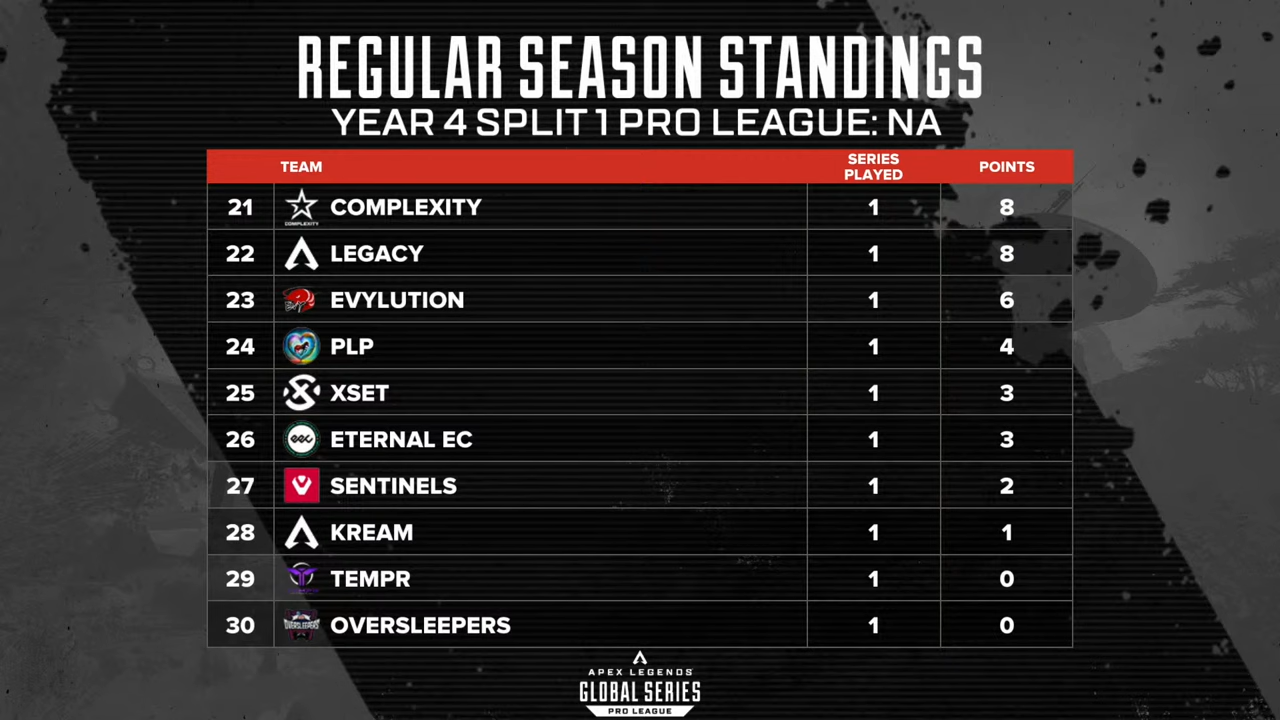 REGULAR SEASON STANDINGS
YEAR 4 SPLIT 1 PRO LEAGUE: NA
TEAM SERIES PLAYED POINTS
21 COMPLEXITY COMPLEXITY 1 8
22 LEGACY 1 8
23 EVYLUTION 1 6
24 PLP 1 4
25 XSET 1 3
26 eec ETERNAL EC 1 3
27 SENTINELS 1 2
28 KREAM 1 1
29 TEMPR 1 0
30 OVERSLEEPERS OVERSLEEPERS 1 0
APEX LEGENDS
GLOBAL SERIES
PRO LEAGUE